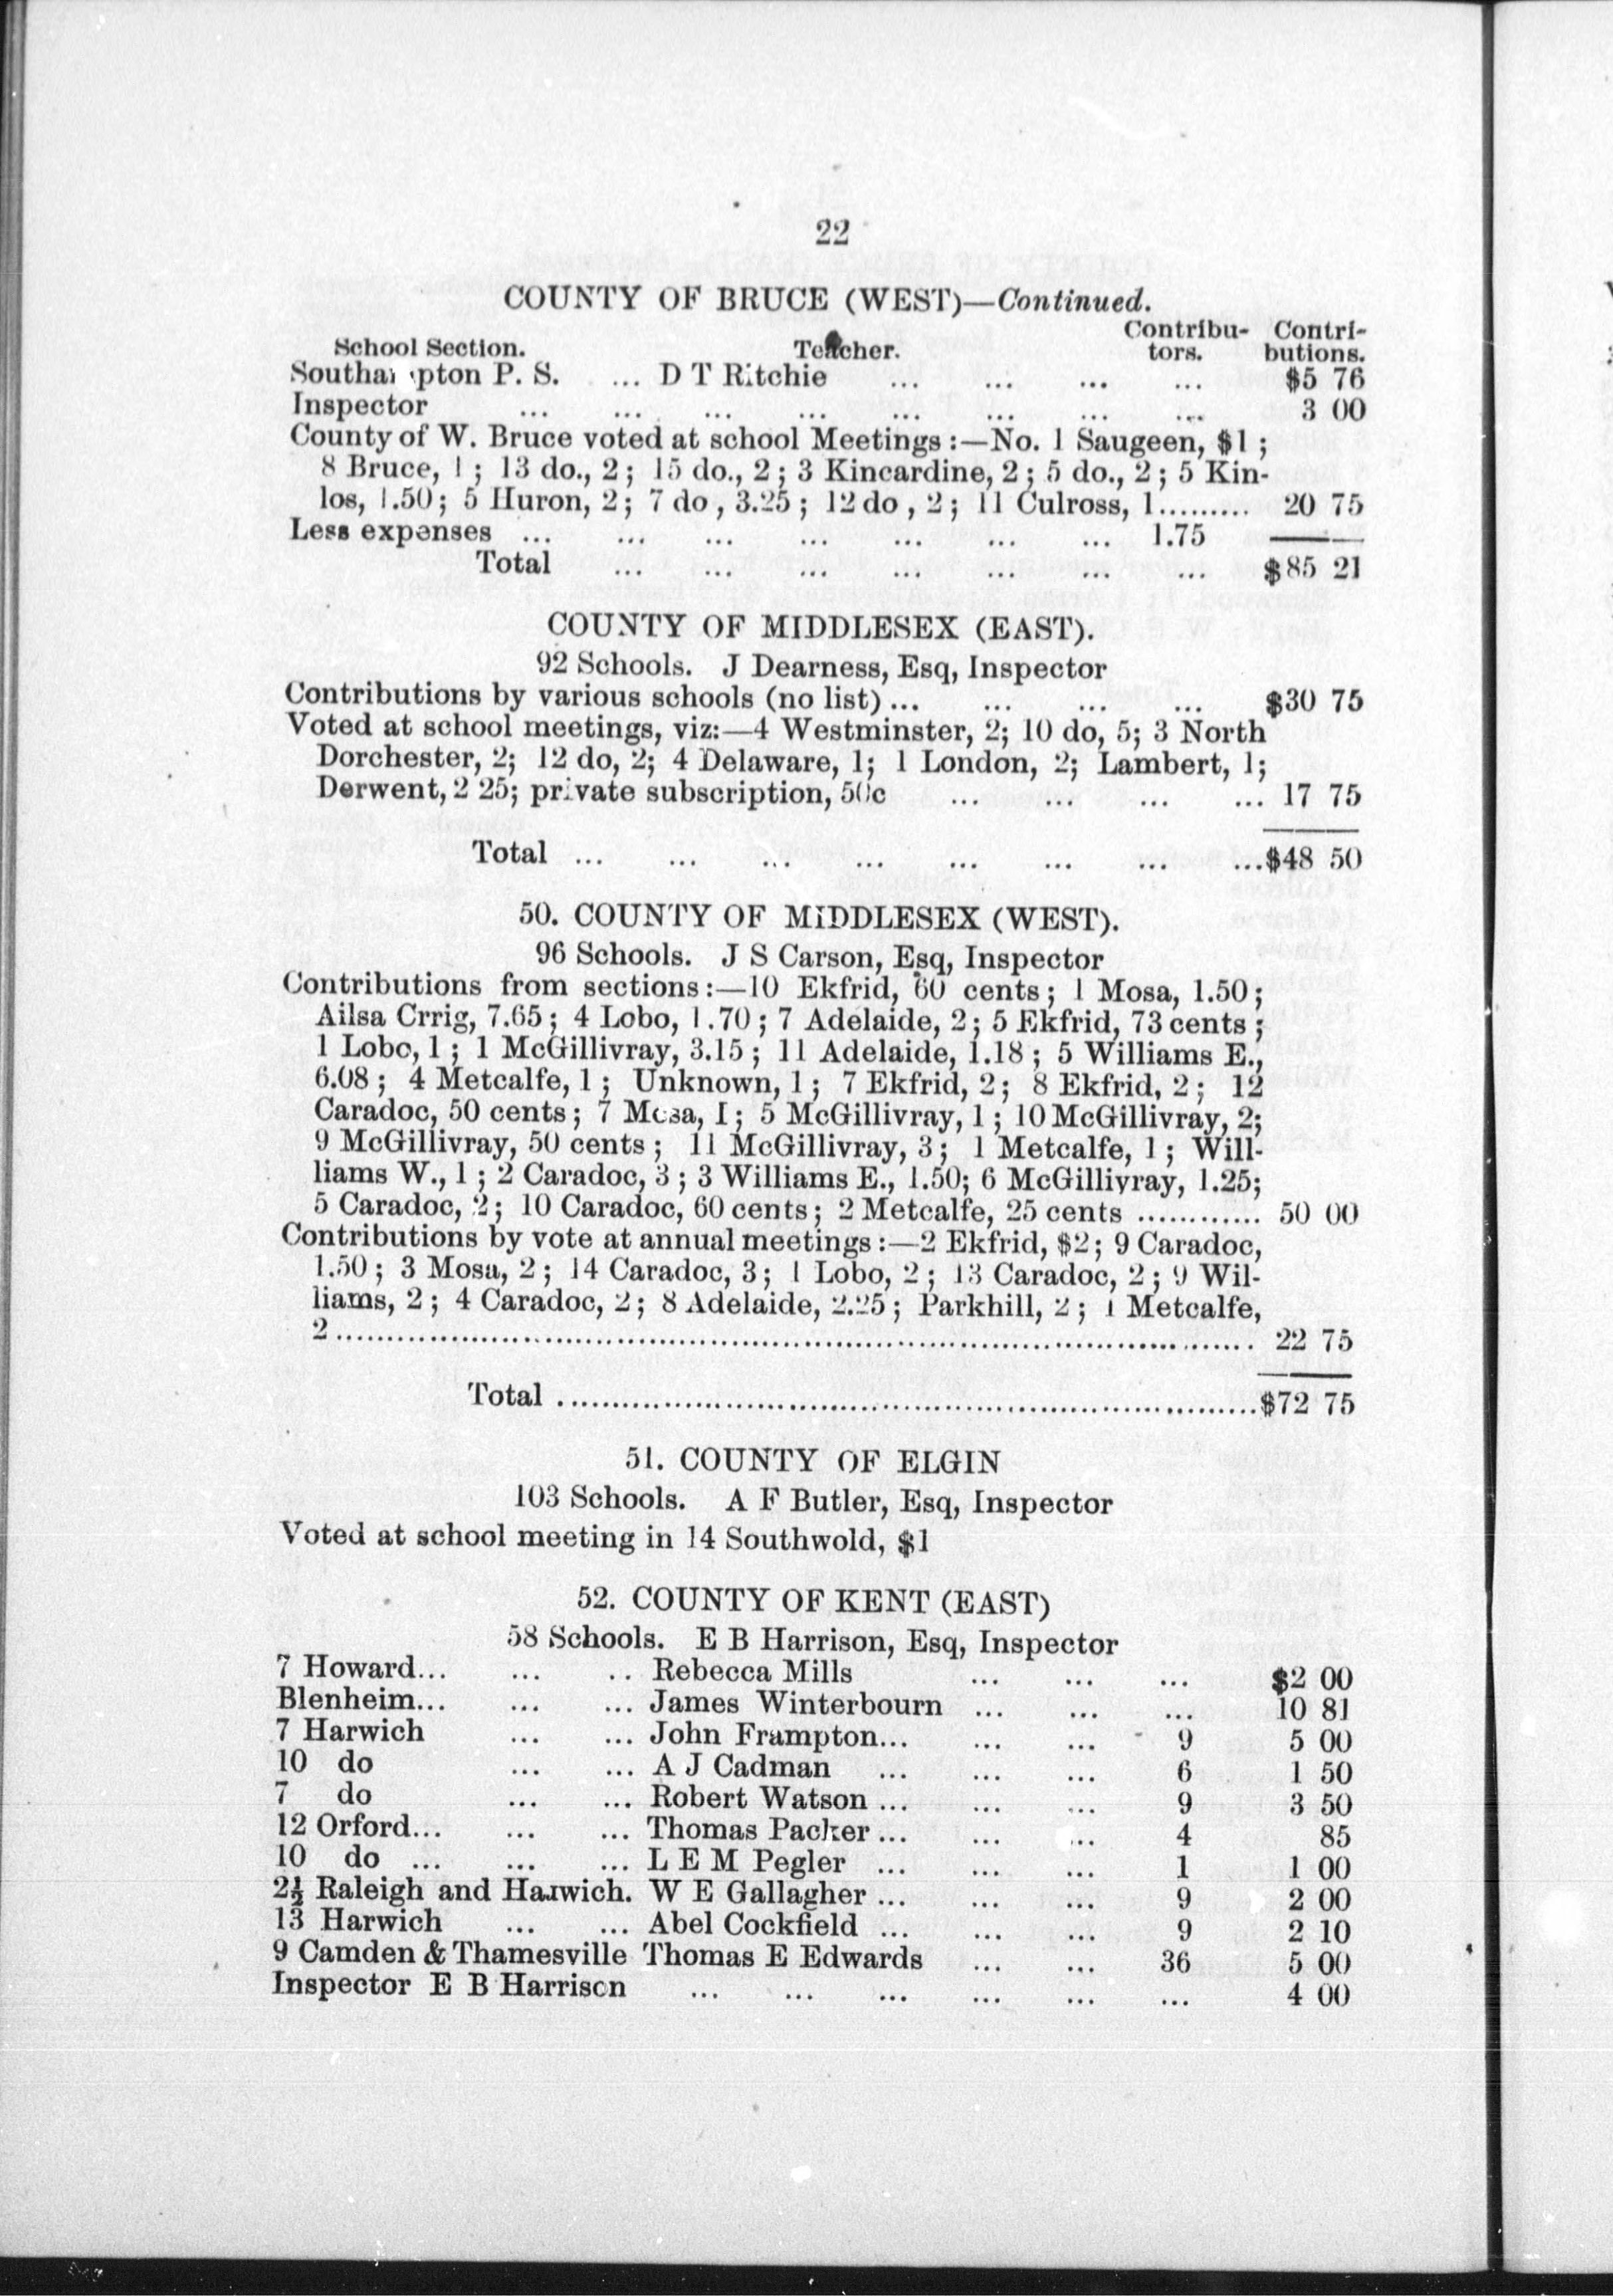 22
COUNTY OF BRUCE (WEST)—Continued.
School Section. Teacher. Contribu- tors. Contri- butions.
Southampton P. S. ... D T Ritchie ... ... ... ... $5 76
Inspector ... ... ... ... ... ... ... ... 3 00
County of W. Bruce voted at school Meetings :—No. 1 Saugeen, $1 ;
8 Bruce, 1 ; 13 do., 2 ; 15 do., 2 ; 3 Kincardine, 2 ; 5 do., 2 ; 5 Kin-
los, 1.50 ; 5 Huron, 2 ; 7 do , 3.25 ; 12 do , 2 ; 11 Culross, 1......... 20 75
Less expenses ... ... ... ... ... ... ... 1.75
Total ... ... ... ... ... ... ... $85 21
COUNTY OF MIDDLESEX (EAST).
92 Schools. J Dearness, Esq, Inspector
Contributions by various schools (no list) ... ... ... ... $30 75
Voted at school meetings, viz:—4 Westminster, 2; 10 do, 5; 3 North
Dorchester, 2; 12 do, 2; 4 Delaware, 1; 1 London, 2; Lambert, 1;
Derwent, 2 25; private subscription, 50c ... ... ... ... 17 75
Total ... ... ... ... ... ... ... ...$48 50
50. COUNTY OF MIDDLESEX (WEST).
96 Schools. J S Carson, Esq, Inspector
Contributions from sections:—10 Ekfrid, 60 cents ; 1 Mosa, 1.50 ;
Ailsa Crrig, 7.65 ; 4 Lobo, 1.70 ; 7 Adelaide, 2 ; 5 Ekfrid, 73 cents ;
1 Lobo, 1 ; 1 McGillivray, 3.15 ; 11 Adelaide, 1.18 ; 5 Williams E.,
6.08 ; 4 Metcalfe, 1 ; Unknown, 1 ; 7 Ekfrid, 2 ; 8 Ekfrid, 2 ; 12
Caradoc, 50 cents ; 7 Mosa, 1 ; 5 McGillivray, 1 ; 10 McGillivray, 2;
9 McGillivray, 50 cents ; 11 McGillivray, 3 ; 1 Metcalfe, 1 ; Will-
liams W., 1 ; 2 Caradoc, 3 ; 3 Williams E., 1.50; 6 McGillivray, 1.25;
5 Caradoc, 2 ; 10 Caradoc, 60 cents ; 2 Metcalfe, 25 cents ............ 50 00
Contributions by vote at annual meetings :—2 Ekfrid, $2 ; 9 Caradoc,
1.50 ; 3 Mosa, 2 ; 14 Caradoc, 3 ; 1 Lobo, 2 ; 13 Caradoc, 2 ; 9 Wil-
liams, 2 ; 4 Caradoc, 2 ; 8 Adelaide, 2.25 ; Parkhill, 2 ; 1 Metcalfe,
2.................................................................. 22 75
Total ..................................................................$72 75
51. COUNTY OF ELGIN
103 Schools. A F Butler, Esq, Inspector
Voted at school meeting in 14 Southwold, $1
52. COUNTY OF KENT (EAST)
58 Schools. E B Harrison, Esq, Inspector
7 Howard... ... .. Rebecca Mills ... ... ... $2 00
Blenheim... ... ... James Winterbourn ... ... ... 10 81
7 Harwich ... ... John Frampton... ... ... 9 5 00
10 do ... ... A J Cadman ... ... ... 6 1 50
7 do ... ... Robert Watson ... ... ... 9 3 50
12 Orford... ... ... Thomas Packer ... ... ... 4 85
10 do ... ... ... L E M Pegler ... ... ... 1 1 00
2½ Raleigh and Harwich. W E Gallagher ... ... ... 9 2 00
13 Harwich ... ... Abel Cockfield ... ... ... 9 2 10
9 Camden & Thamesville Thomas E Edwards ... ... 36 5 00
Inspector E B Harrison ... ... ... ... ... ... 4 00